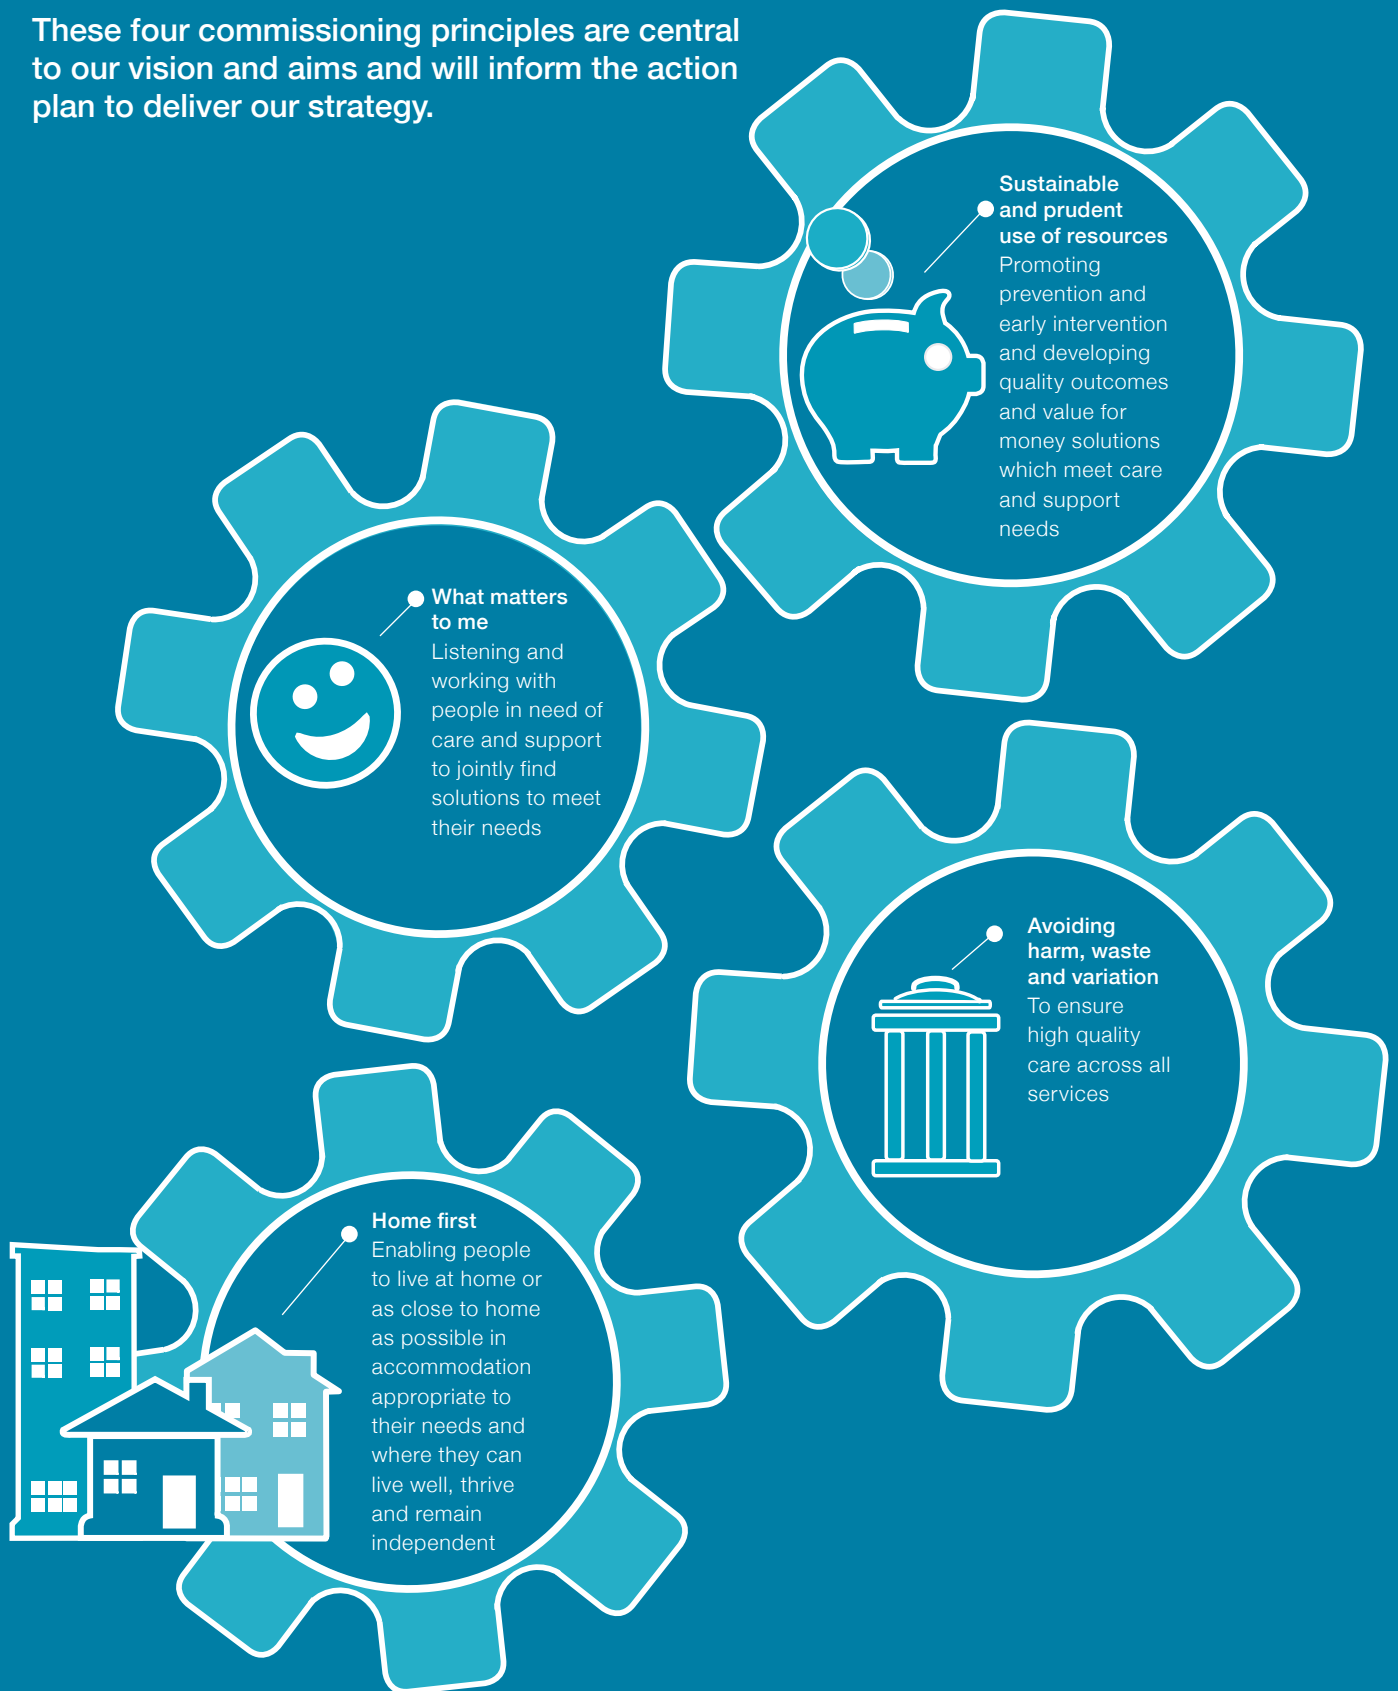 These four commissioning principles are central
to our vision and aims and will inform the action
plan to deliver our strategy.
Sustainable
and prudent
use of resources
Promoting
prevention and
early intervention
and developing
quality outcomes
and value for
money solutions
which meet care
and support
needs
What matters
to me
Listening and
working with
people in need of
care and support
to jointly find
solutions to meet
their needs
Avoiding
harm, waste
and variation
To ensure
high quality
care across all
services
Home first
Enabling people
to live at home or
as close to home
as possible in
accommodation
appropriate to
their needs and
where they can
live well, thrive
and remain
independent